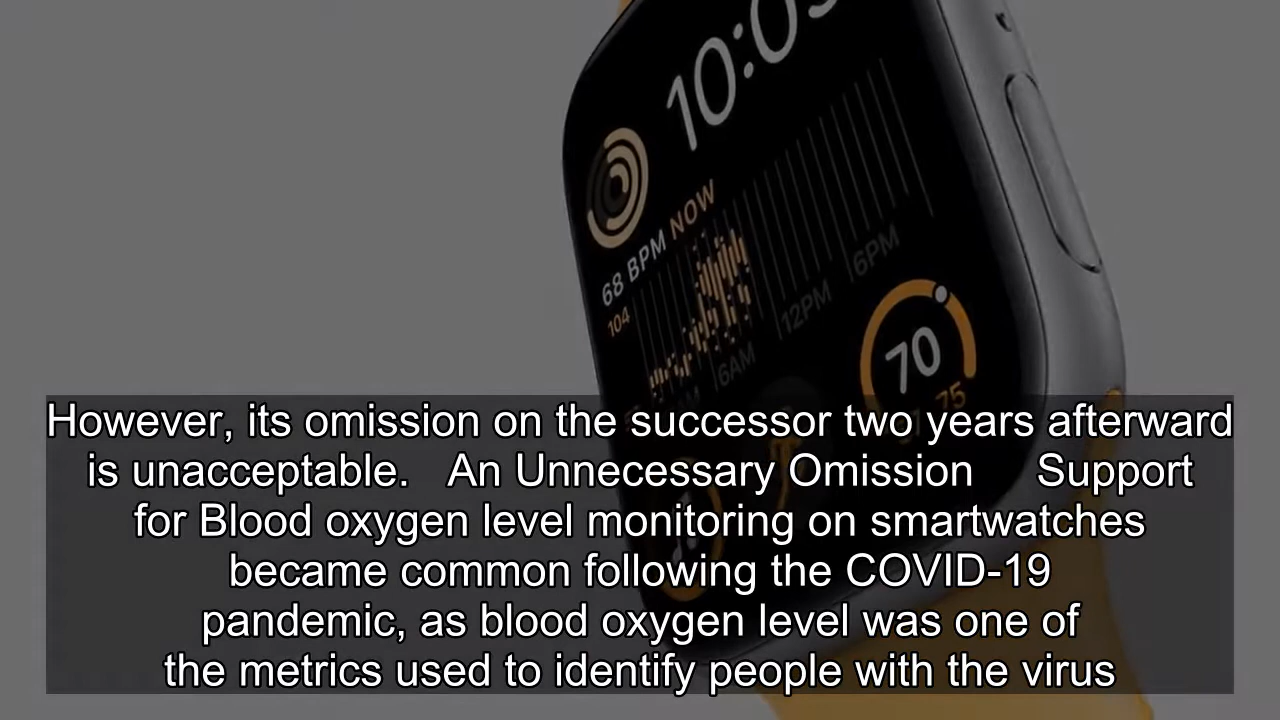 10:09
68 BPM NOW
104
6AM
12PM
6PM
70
75
However, its omission on the successor two years afterward
is unacceptable. An Unnecessary Omission Support
for Blood oxygen level monitoring on smartwatches
became common following the COVID-19
pandemic, as blood oxygen level was one of
the metrics used to identify people with the virus